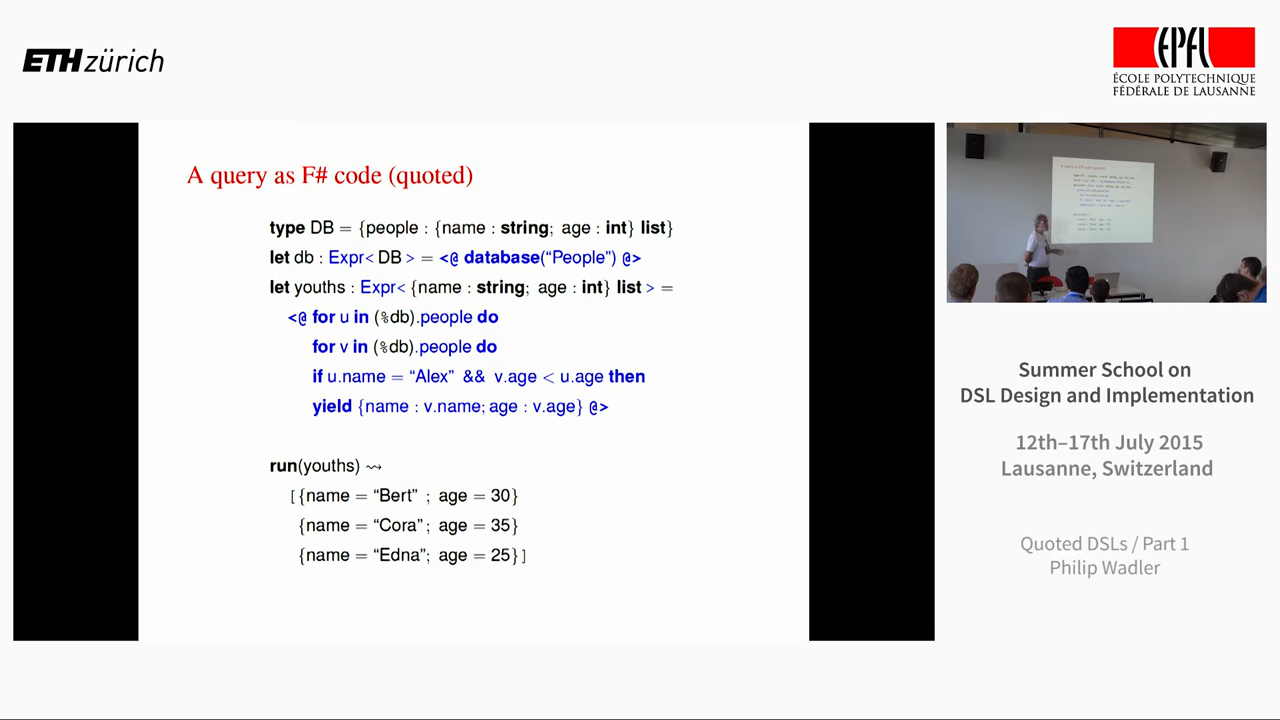 ETH zürich
EPFL
ÉCOLE POLYTECHNIQUE
FÉDÉRALE DE LAUSANNE
A query as F# code (quoted)
type DB = {people : {name : string; age : int} list}
let db : Expr< DB > = <@ database(“People”) @>
let youths : Expr< {name : string; age : int} list > =
<@ for u in (%db).people do
for v in (%db).people do
if u.name = “Alex” && v.age < u.age then
yield {name : v.name; age : v.age} @>
run(youths) ⇝
[{name = “Bert” ; age = 30}
{name = “Cora” ; age = 35}
{name = “Edna”; age = 25}]
Summer School on
DSL Design and Implementation
12th–17th July 2015
Lausanne, Switzerland
Quoted DSLs / Part 1
Philip Wadler